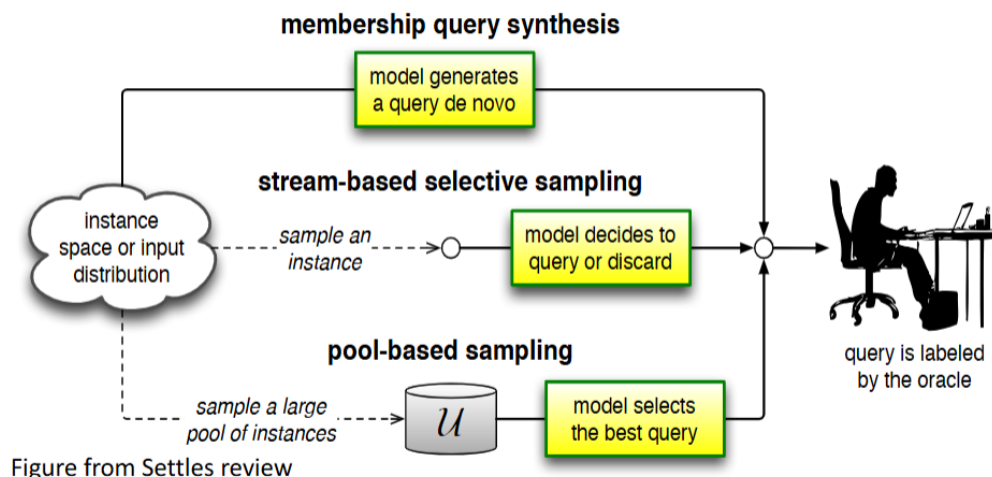 membership query synthesis
model generates
a query de novo
stream-based selective sampling
instance
space or input
distribution
sample an
instance
model decides to
query or discard
pool-based sampling
query is labeled
by the oracle
sample a large
pool of instances
U
model selects
the best query
Figure from Settles review